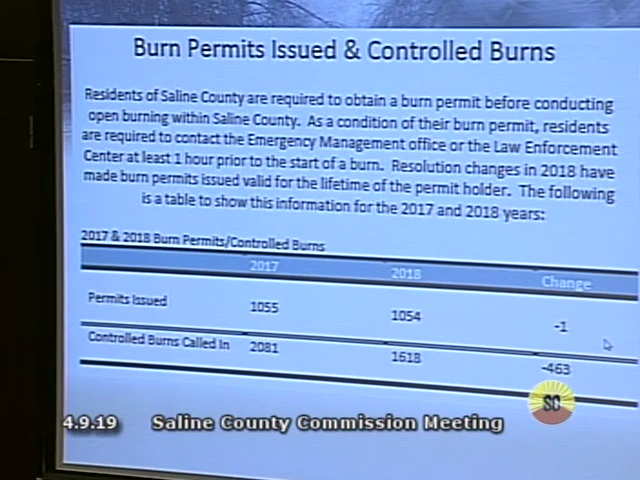 Burn Permits Issued & Controlled Burns
Residents of Saline County are required to obtain a burn permit before conducting
open burning within Saline County. As a condition of their burn permit, residents
are required to contact the Emergency Management office or the Law Enforcement
Center at least 1 hour prior to the start of a burn. Resolution changes in 2018 have
made burn permits issued valid for the lifetime of the permit holder. The following
is a table to show this information for the 2017 and 2018 years:
2017 & 2018 Burn Permits/Controlled Burns
2017 2018 Change
Permits Issued 1055 1054 -1
Controlled Burns Called In 2081 1618 -463
SC
4.9.19 Saline County Commission Meeting